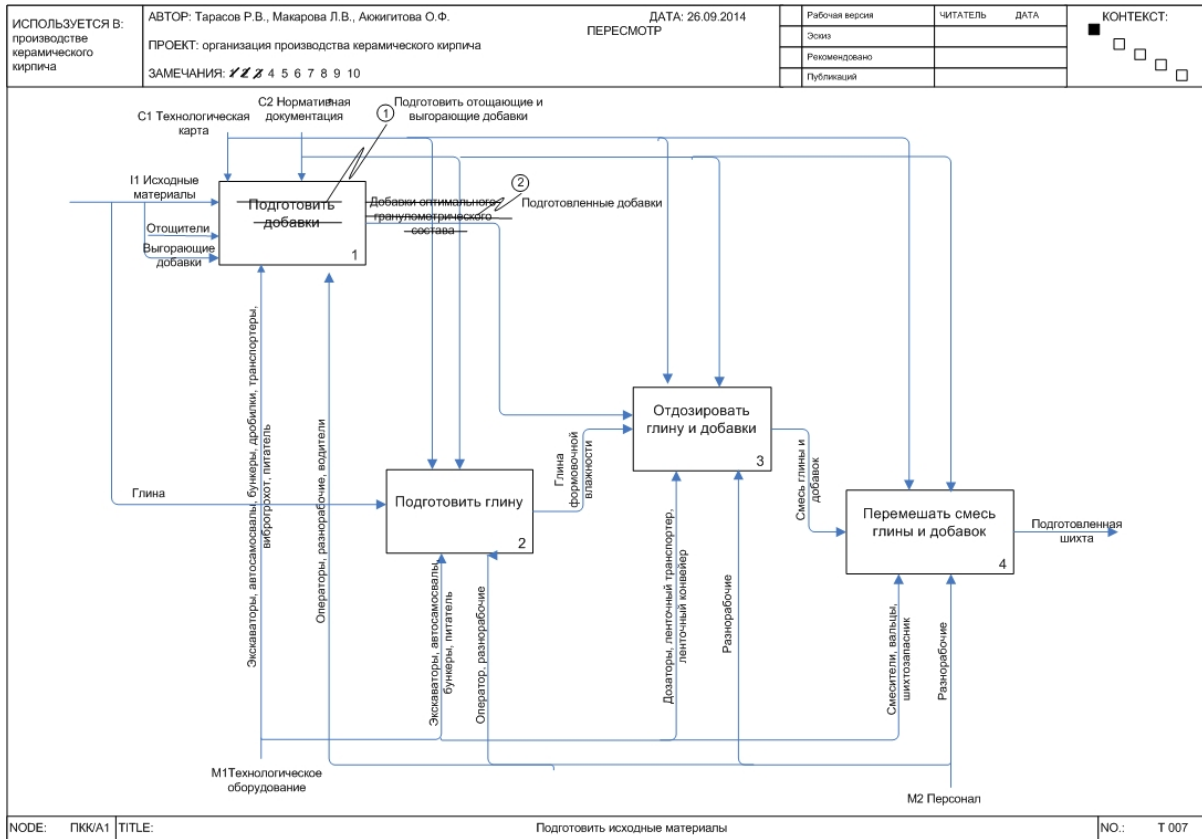 ИСПОЛЬЗУЕТСЯ В:
производстве
керамического
кирпича
АВТОР: Тарасов Р.В., Макарова Л.В., Акжигитова О.Ф.
ДАТА: 26.09.2014
ПЕРЕСМОТР
ПРОЕКТ: организация производства керамического кирпича
ЗАМЕЧАНИЯ: 1 2 3 4 5 6 7 8 9 10
Рабочая версия
Эскиз
Рекомендовано
Публикаций
ЧИТАТЕЛЬ ДАТА
КОНТЕКСТ:
C1 Технологическая
карта
C2 Нормативная
документация
1
Подготовить отощающие и
выгорающие добавки
I1 Исходные
материалы
Отощители
Выгорающие
добавки
Подготовить
добавки
1
Добавки оптимального
гранулометрического
состава
2
Подготовленные добавки
Экскаваторы, автосамосвалы, бункеры, дробилки, транспортеры,
виброгрохот, питатель
Операторы, разнорабочие, водители
Глина
Подготовить глину
2
Глина
формовочной
влажности
Отдозировать
глину и добавки
3
Смесь глины и
добавок
Перемешать смесь
глины и добавок
4
Подготовленная
шихта
Экскаваторы, автосамосвалы,
бункеры, питатель
Оператор, разнорабочие
Дозаторы, ленточный транспортер,
ленточный конвейер
Разнорабочие
Смесители, вальцы,
шихтозапасник
Разнорабочие
M1Технологическое
оборудование
M2 Персонал
NODE: ПКК/А1
TITLE:
Подготовить исходные материалы
NO.: Т 007